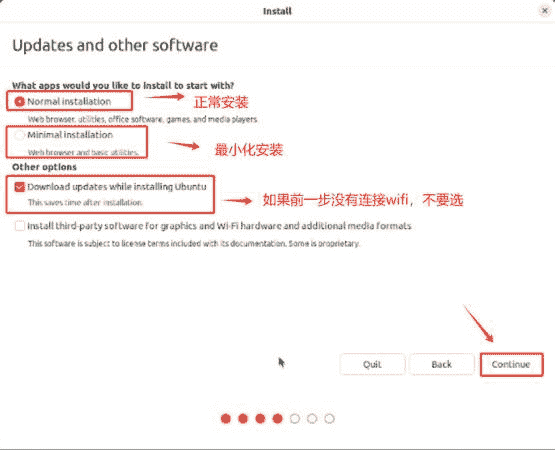 Install
Updates and other software
What apps would you like to install to start with?
Normal installation
正常安装
Web browser, utilities, office software, games, and media players.
Minimal installation
最小化安装
Web browser and basic utilities.
Other options
Download updates while installing Ubuntu
如果前一步没有连接wifi，不要选
This saves time after installation.
Install third-party software for graphics and Wi-Fi hardware and additional media formats
This software is subject to license terms included with its documentation. Some is proprietary.
Quit
Back
Continue